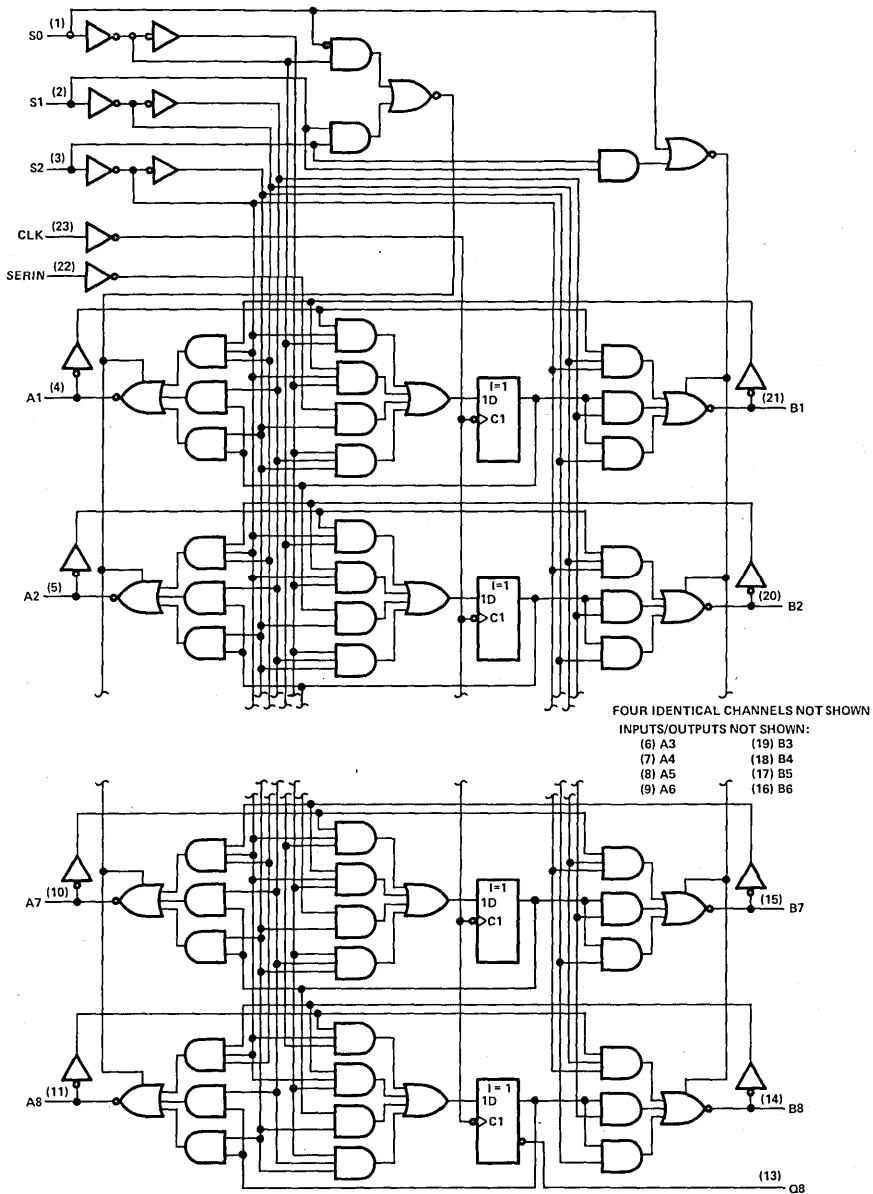 S0 (1)
S1 (2)
S2 (3)
CLK (23)
SERIN (22)
A1 (4)
I=1
1D
C1
(21) B1
A2 (5)
I=1
1D
C1
(20) B2
FOUR IDENTICAL CHANNELS NOT SHOWN
INPUTS/OUTPUTS NOT SHOWN:
(6) A3 (19) B3
(7) A4 (18) B4
(8) A5 (17) B5
(9) A6 (16) B6
A7 (10)
I=1
1D
C1
(15) B7
A8 (11)
I= 1
1D
C1
(14) B8
(13) Q8